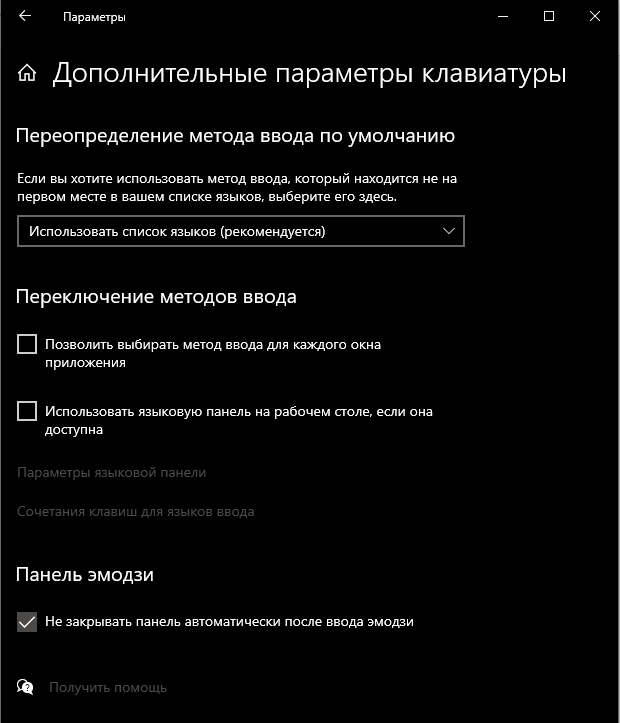 Параметры
Дополнительные параметры клавиатуры
Переопределение метода ввода по умолчанию
Если вы хотите использовать метод ввода, который находится не на
первом месте в вашем списке языков, выберите его здесь.
Использовать список языков (рекомендуется)
Переключение методов ввода
Позволить выбирать метод ввода для каждого окна
приложения
Использовать языковую панель на рабочем столе, если она
доступна
Параметры языковой панели
Сочетания клавиш для языков ввода
Панель эмодзи
Не закрывать панель автоматически после ввода эмодзи
Получить помощь